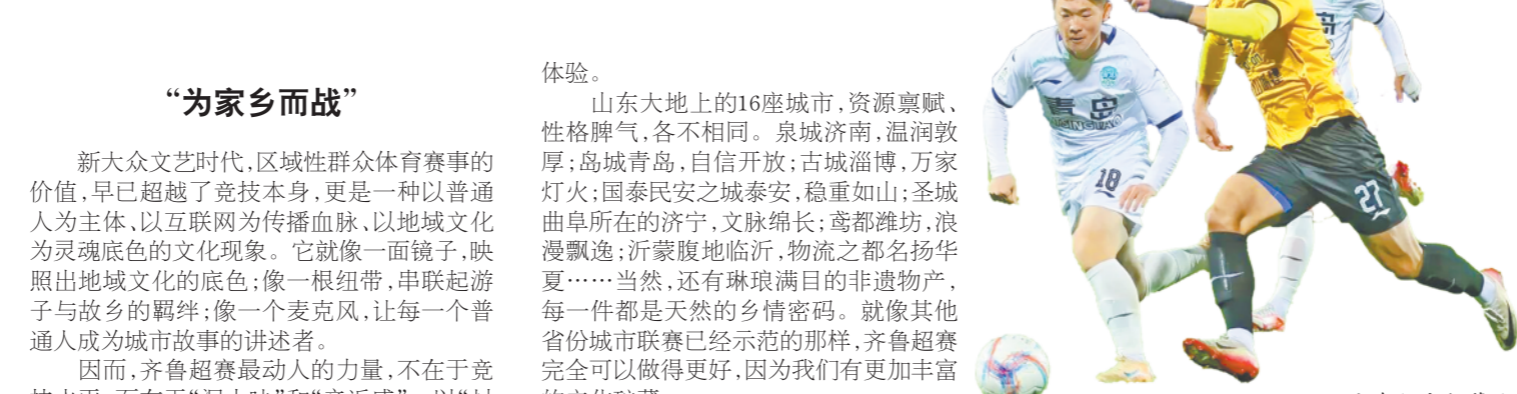 “为家乡而战”
新大众文艺时代,区域性群众体育赛事的
价值,早已超越了竞技本身,更是一种以普通
人为主体、以互联网为传播血脉、以地域文化
为灵魂底色的文化现象。它就像一面镜子,映
照出地域文化的底色;像一根纽带,串联起游
子与故乡的羁绊;像一个麦克风,让每一个普
通人成为城市故事的讲述者。
因而,齐鲁超赛最动人的力量,不在于竞
体验。
山东大地上的16座城市,资源禀赋、
性格脾气,各不相同。泉城济南,温润敦
厚;岛城青岛,自信开放;古城淄博,万家
灯火;国泰民安之城泰安,稳重如山;圣城
曲阜所在的济宁,文脉绵长;鸢都潍坊,浪
漫飘逸;沂蒙腹地临沂,物流之都名扬华
夏……当然,还有琳琅满目的非遗物产,
每一件都是天然的乡情密码。就像其他
省份城市联赛已经示范的那样,齐鲁超赛
完全可以做得更好,因为我们有更加丰富
青岛
QINGDAO
18
27